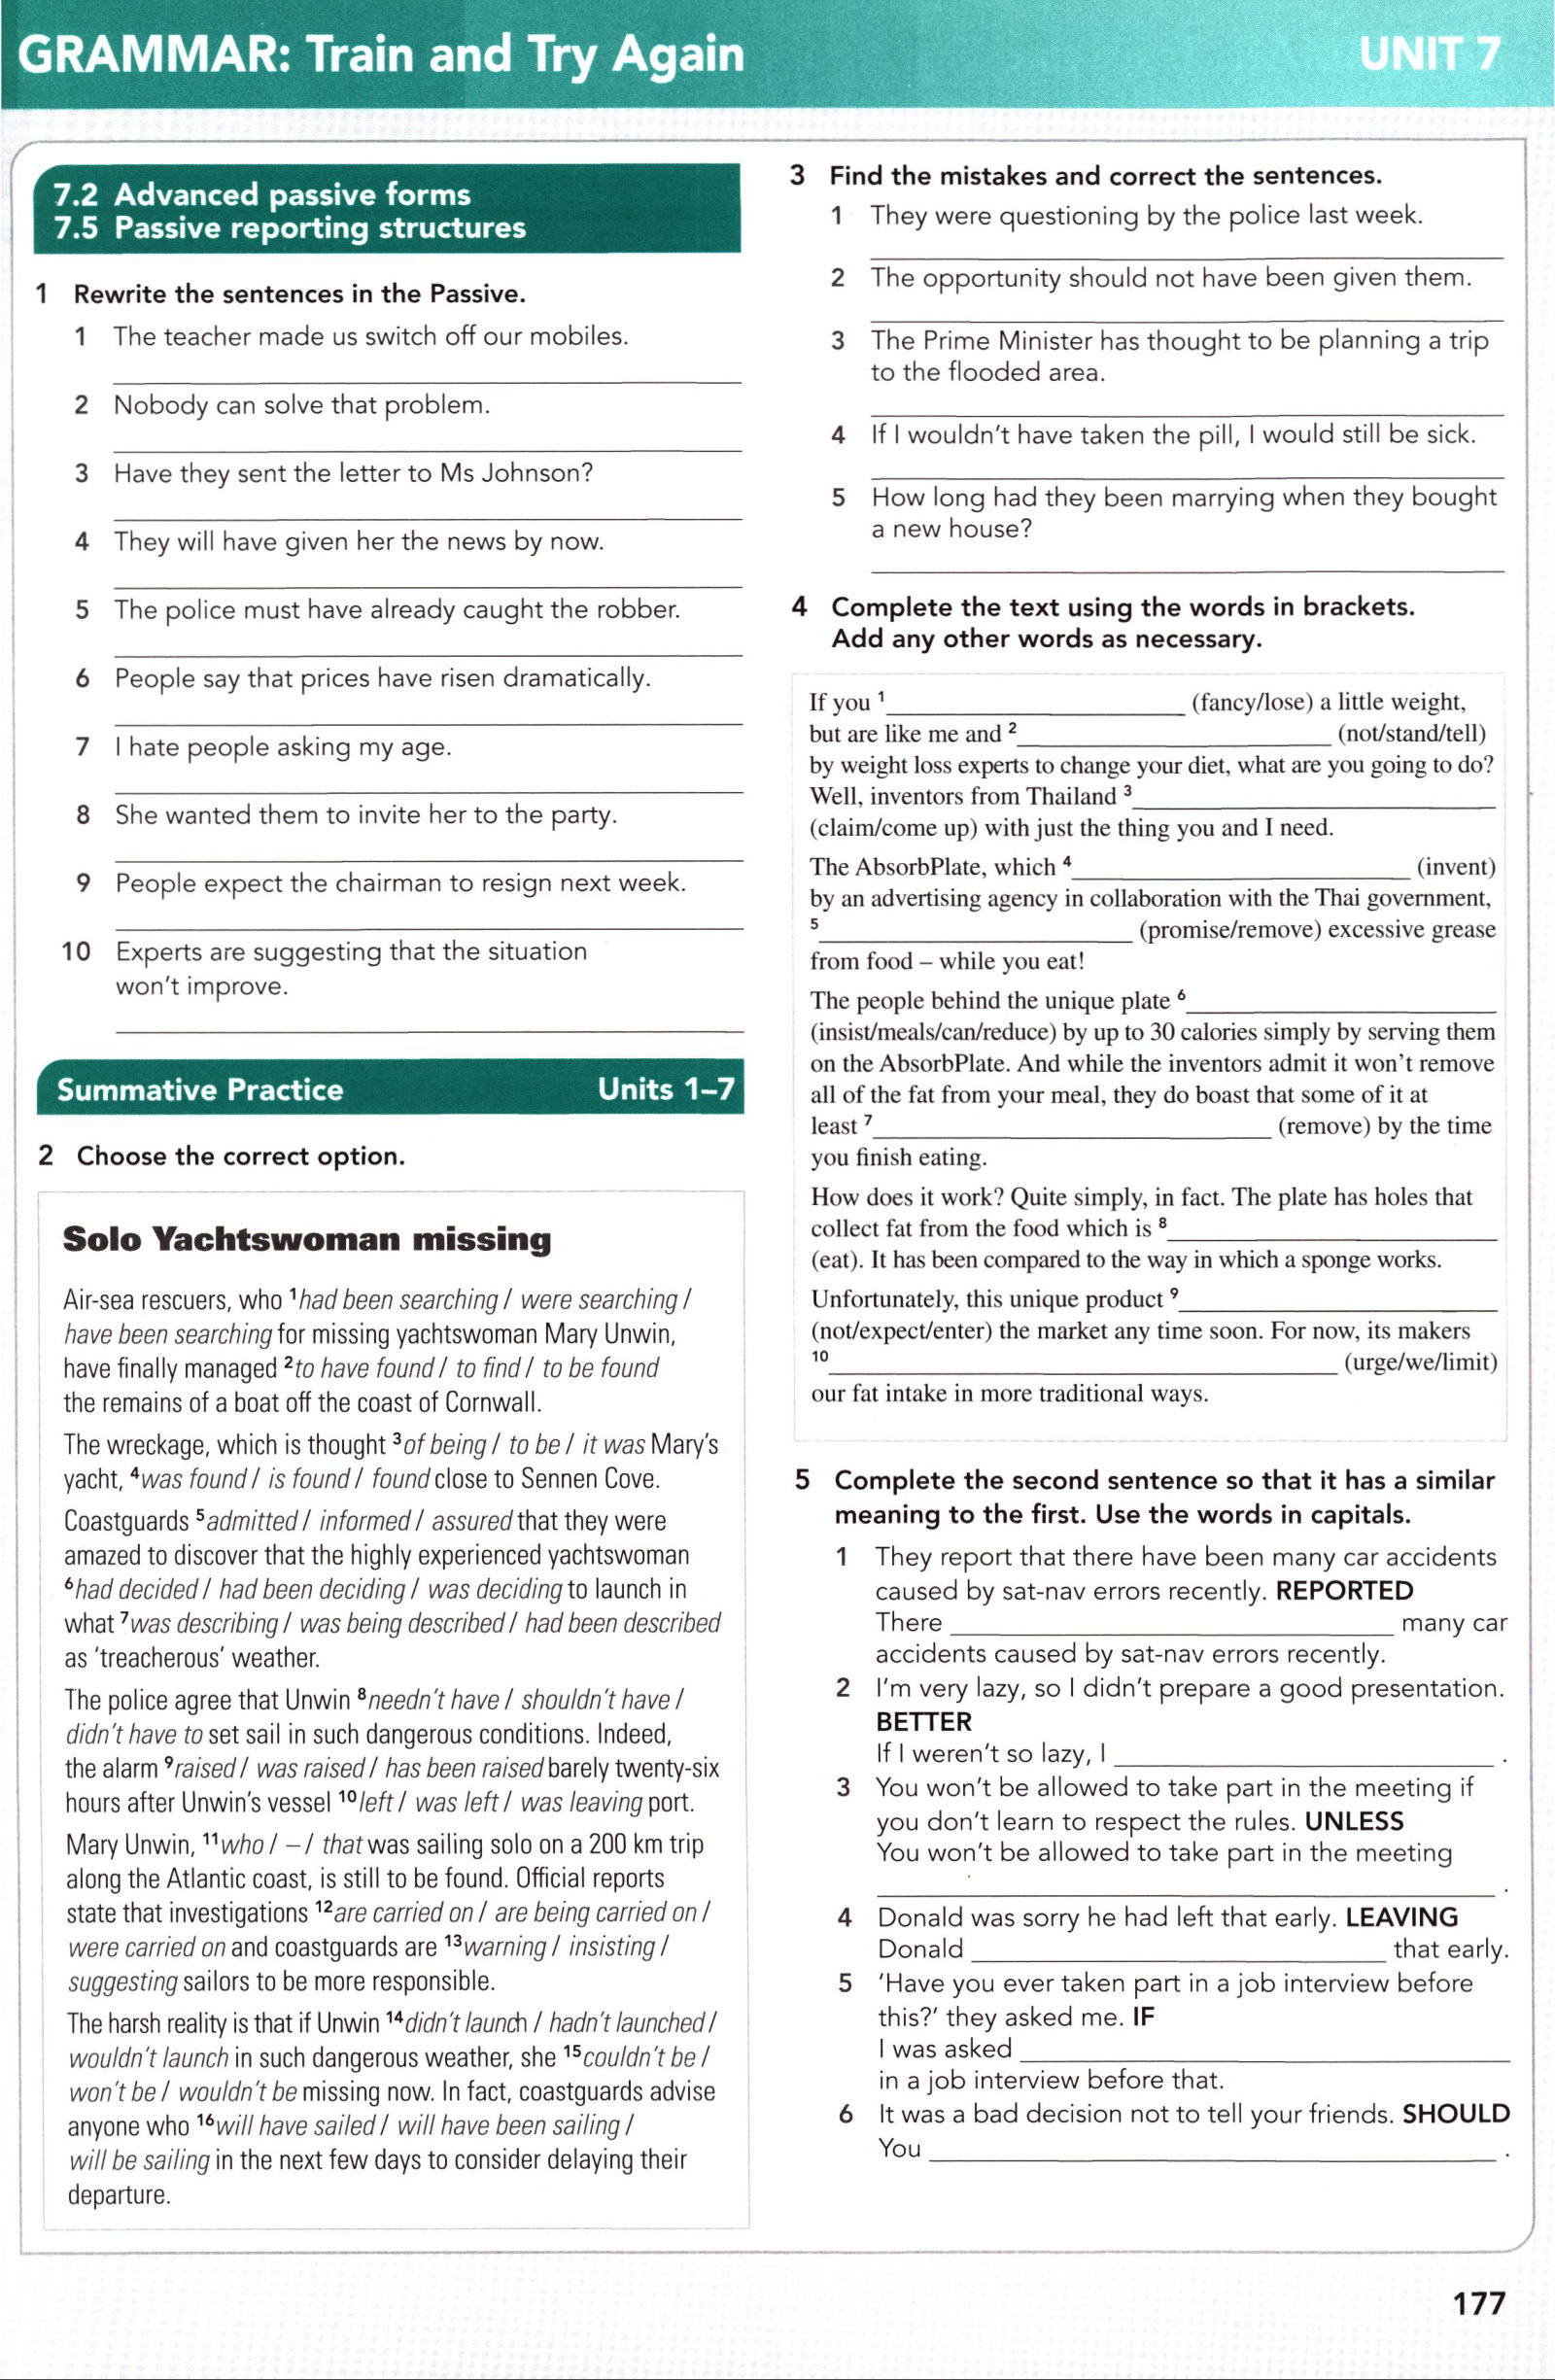 GRAMMAR: Train and Try Again
UNIT 7
7.2 Advanced passive forms
7.5 Passive reporting structures
1 Rewrite the sentences in the Passive.
1 The teacher made us switch off our mobiles.
2 Nobody can solve that problem.
3 Have they sent the letter to Ms Johnson?
4 They will have given her the news by now.
5 The police must have already caught the robber.
6 People say that prices have risen dramatically.
7 I hate people asking my age.
8 She wanted them to invite her to the party.
9 People expect the chairman to resign next week.
10 Experts are suggesting that the situation
won't improve.
Summative Practice Units 1–7
2 Choose the correct option.
Solo Yachtswoman missing
Air-sea rescuers, who ¹had been searching / were searching /
have been searching for missing yachtswoman Mary Unwin,
have finally managed ²to have found / to find / to be found
the remains of a boat off the coast of Cornwall.
The wreckage, which is thought ³of being / to be / it was Mary's
yacht, ⁴was found / is found / found close to Sennen Cove.
Coastguards ⁵admitted / informed / assured that they were
amazed to discover that the highly experienced yachtswoman
⁶had decided / had been deciding / was deciding to launch in
what ⁷was describing / was being described / had been described
as 'treacherous' weather.
The police agree that Unwin ⁸needn't have / shouldn't have /
didn't have to set sail in such dangerous conditions. Indeed,
the alarm ⁹raised / was raised / has been raised barely twenty-six
hours after Unwin's vessel ¹⁰left / was left / was leaving port.
Mary Unwin, ¹¹who / – / that was sailing solo on a 200 km trip
along the Atlantic coast, is still to be found. Official reports
state that investigations ¹²are carried on / are being carried on /
were carried on and coastguards are ¹³warning / insisting /
suggesting sailors to be more responsible.
The harsh reality is that if Unwin ¹⁴didn't launch / hadn't launched /
wouldn't launch in such dangerous weather, she ¹⁵couldn't be /
won't be / wouldn't be missing now. In fact, coastguards advise
anyone who ¹⁶will have sailed / will have been sailing /
will be sailing in the next few days to consider delaying their
departure.
3 Find the mistakes and correct the sentences.
1 They were questioning by the police last week.
2 The opportunity should not have been given them.
3 The Prime Minister has thought to be planning a trip
to the flooded area.
4 If I wouldn't have taken the pill, I would still be sick.
5 How long had they been marrying when they bought
a new house?
4 Complete the text using the words in brackets.
Add any other words as necessary.
If you ¹____ (fancy/lose) a little weight,
but are like me and ²____ (not/stand/tell)
by weight loss experts to change your diet, what are you going to do?
Well, inventors from Thailand ³____
(claim/come up) with just the thing you and I need.
The AbsorbPlate, which ⁴____ (invent)
by an advertising agency in collaboration with the Thai government,
⁵____ (promise/remove) excessive grease
from food – while you eat!
The people behind the unique plate ⁶____
(insist/meals/can/reduce) by up to 30 calories simply by serving them
on the AbsorbPlate. And while the inventors admit it won't remove
all of the fat from your meal, they do boast that some of it at
least ⁷____ (remove) by the time
you finish eating.
How does it work? Quite simply, in fact. The plate has holes that
collect fat from the food which is ⁸____
(eat). It has been compared to the way in which a sponge works.
Unfortunately, this unique product ⁹____
(not/expect/enter) the market any time soon. For now, its makers
¹⁰____ (urge/we/limit)
our fat intake in more traditional ways.
5 Complete the second sentence so that it has a similar
meaning to the first. Use the words in capitals.
1 They report that there have been many car accidents
caused by sat-nav errors recently. REPORTED
There ____ many car
accidents caused by sat-nav errors recently.
2 I'm very lazy, so I didn't prepare a good presentation.
BETTER
If I weren't so lazy, I ____ .
3 You won't be allowed to take part in the meeting if
you don't learn to respect the rules. UNLESS
You won't be allowed to take part in the meeting
____ .
4 Donald was sorry he had left that early. LEAVING
Donald ____ that early.
5 'Have you ever taken part in a job interview before
this?' they asked me. IF
I was asked ____
in a job interview before that.
6 It was a bad decision not to tell your friends. SHOULD
You ____ .
177